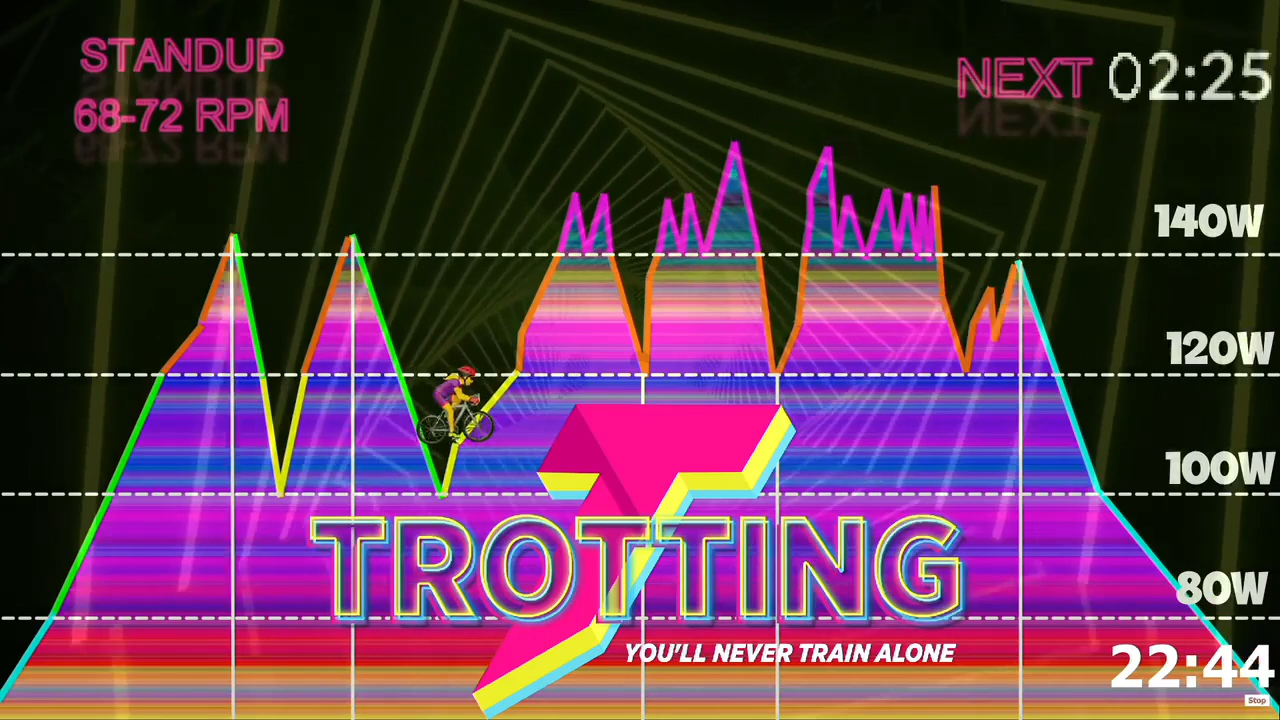 STANDUP
68-72 RPM
NEXT 02:25
140W
120W
100W
80W
TROTTING
YOU'LL NEVER TRAIN ALONE
22:44
Stop